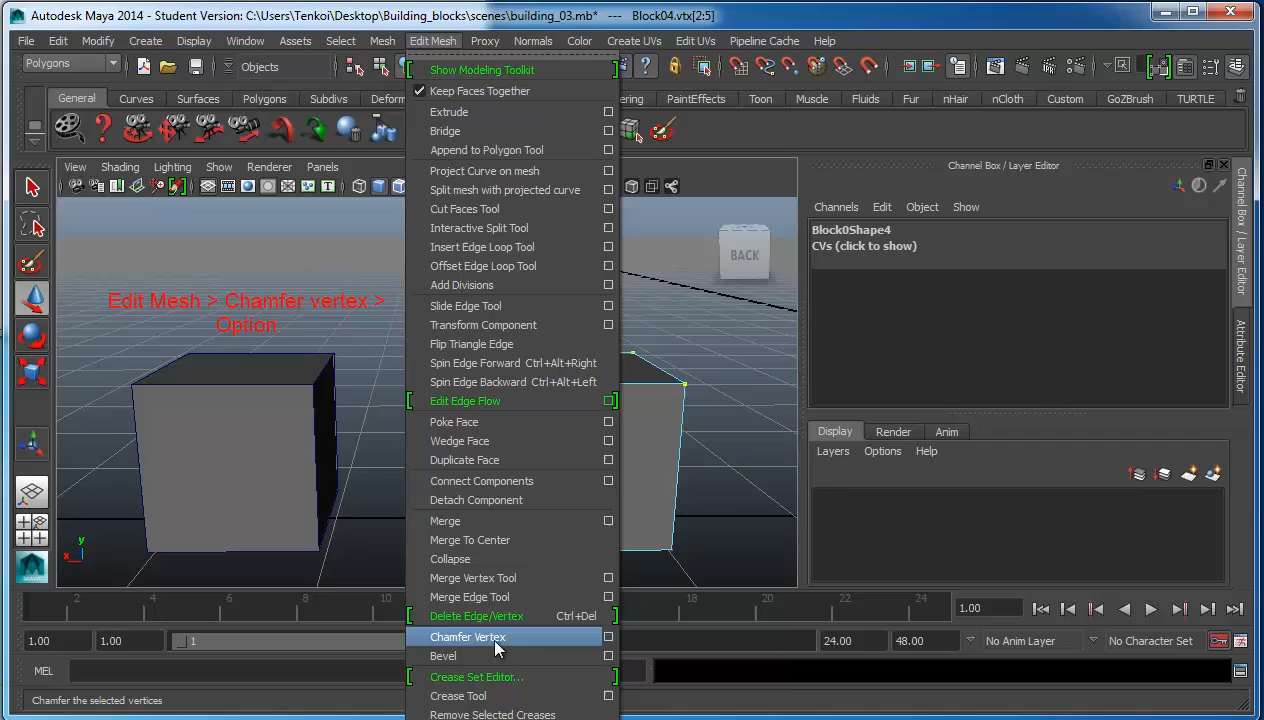 Autodesk Maya 2014 - Student Version: C:\Users\Tenkoi\Desktop\Building_blocks\scenes\building_03.mb* --- Block04.vtx[2:5]
File Edit Modify Create Display Window Assets Select Mesh Edit Mesh Proxy Normals Color Create UVs Edit UVs Pipeline Cache Help
Polygons Objects
General Curves Surfaces Polygons Subdivs Deform ering PaintEffects Toon Muscle Fluids Fur nHair nCloth Custom GoZBrush TURTLE
View Shading Lighting Show Renderer Panels
Show Modeling Toolkit
Keep Faces Together
Extrude
Bridge
Append to Polygon Tool
Project Curve on mesh
Split mesh with projected curve
Cut Faces Tool
Interactive Split Tool
Insert Edge Loop Tool
Offset Edge Loop Tool
Add Divisions
Slide Edge Tool
Transform Component
Flip Triangle Edge
Spin Edge Forward Ctrl+Alt+Right
Spin Edge Backward Ctrl+Alt+Left
Edit Edge Flow
Poke Face
Wedge Face
Duplicate Face
Connect Components
Detach Component
Merge
Merge To Center
Collapse
Merge Vertex Tool
Merge Edge Tool
Delete Edge/Vertex Ctrl+Del
Chamfer Vertex
Bevel
Crease Set Editor...
Crease Tool
Remove Selected Creases
Edit Mesh > Chamfer vertex >
Option
BACK
y
x
Channel Box / Layer Editor
Channels Edit Object Show
Block0Shape4
CVs (click to show)
Channel Box / Layer Editor
Attribute Editor
Display Render Anim
Layers Options Help
2 4 6 8 10 18 20 22 24
1.00
1.00 1.00 1 24.00 48.00 No Anim Layer No Character Set
MEL
Chamfer the selected vertices